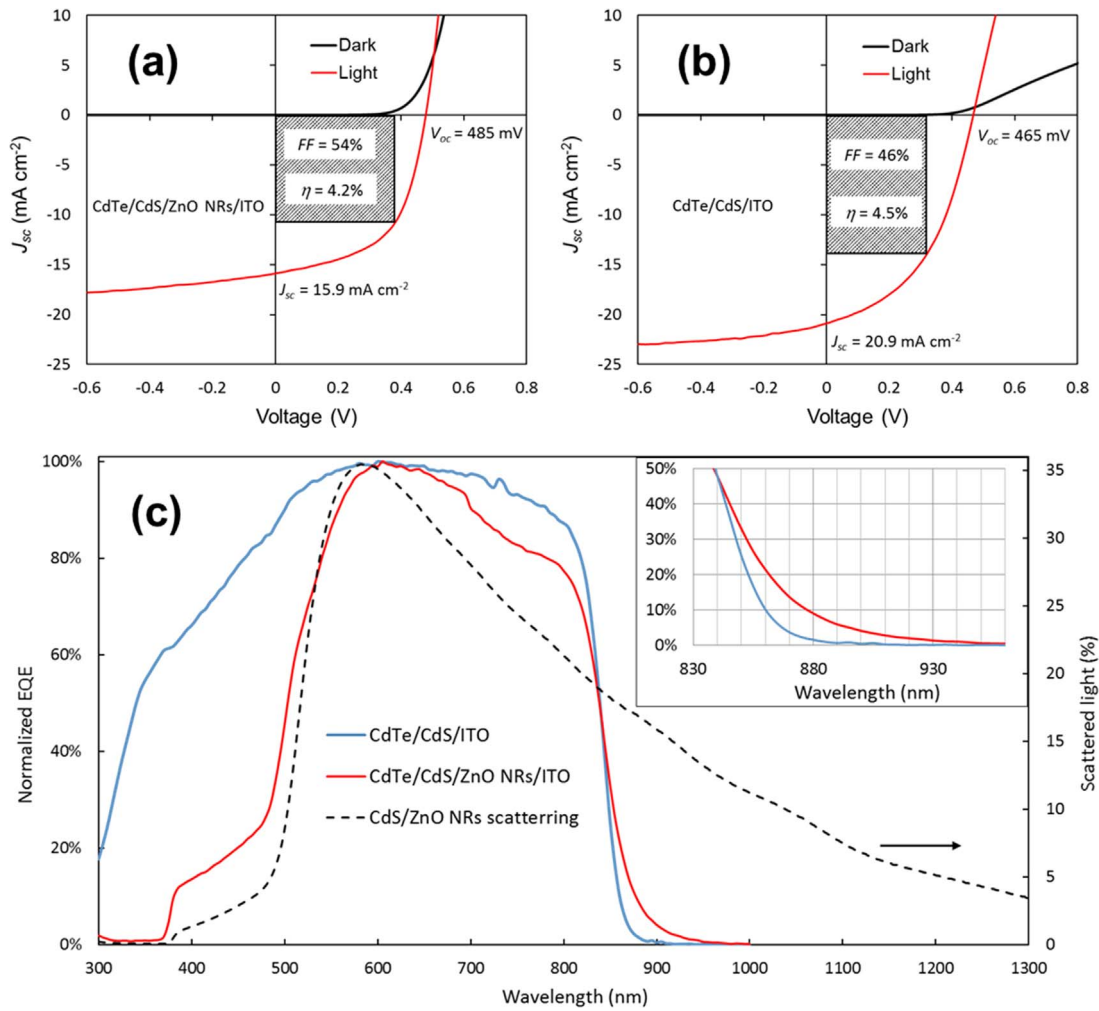 (a)
10
5
0
-5
-10
-15
-20
-25
Jsc (mA cm-2)
Dark
Light
Voc = 485 mV
FF = 54%
η = 4.2%
CdTe/CdS/ZnO NRs/ITO
Jsc = 15.9 mA cm-2
-0.6 -0.4 -0.2 0 0.2 0.4 0.6 0.8
Voltage (V)
(b)
10
5
0
-5
-10
-15
-20
-25
Jsc (mA cm-2)
Dark
Light
Voc = 465 mV
FF = 46%
η = 4.5%
CdTe/CdS/ITO
Jsc = 20.9 mA cm-2
-0.6 -0.4 -0.2 0 0.2 0.4 0.6 0.8
Voltage (V)
(c)
100%
80%
60%
40%
20%
0%
Normalized EQE
CdTe/CdS/ITO
CdTe/CdS/ZnO NRs/ITO
CdS/ZnO NRs scatterring
50%
40%
30%
20%
10%
0%
830 880 930
Wavelength (nm)
35
30
25
20
15
10
5
0
Scattered light (%)
300 400 500 600 700 800 900 1000 1100 1200 1300
Wavelength (nm)